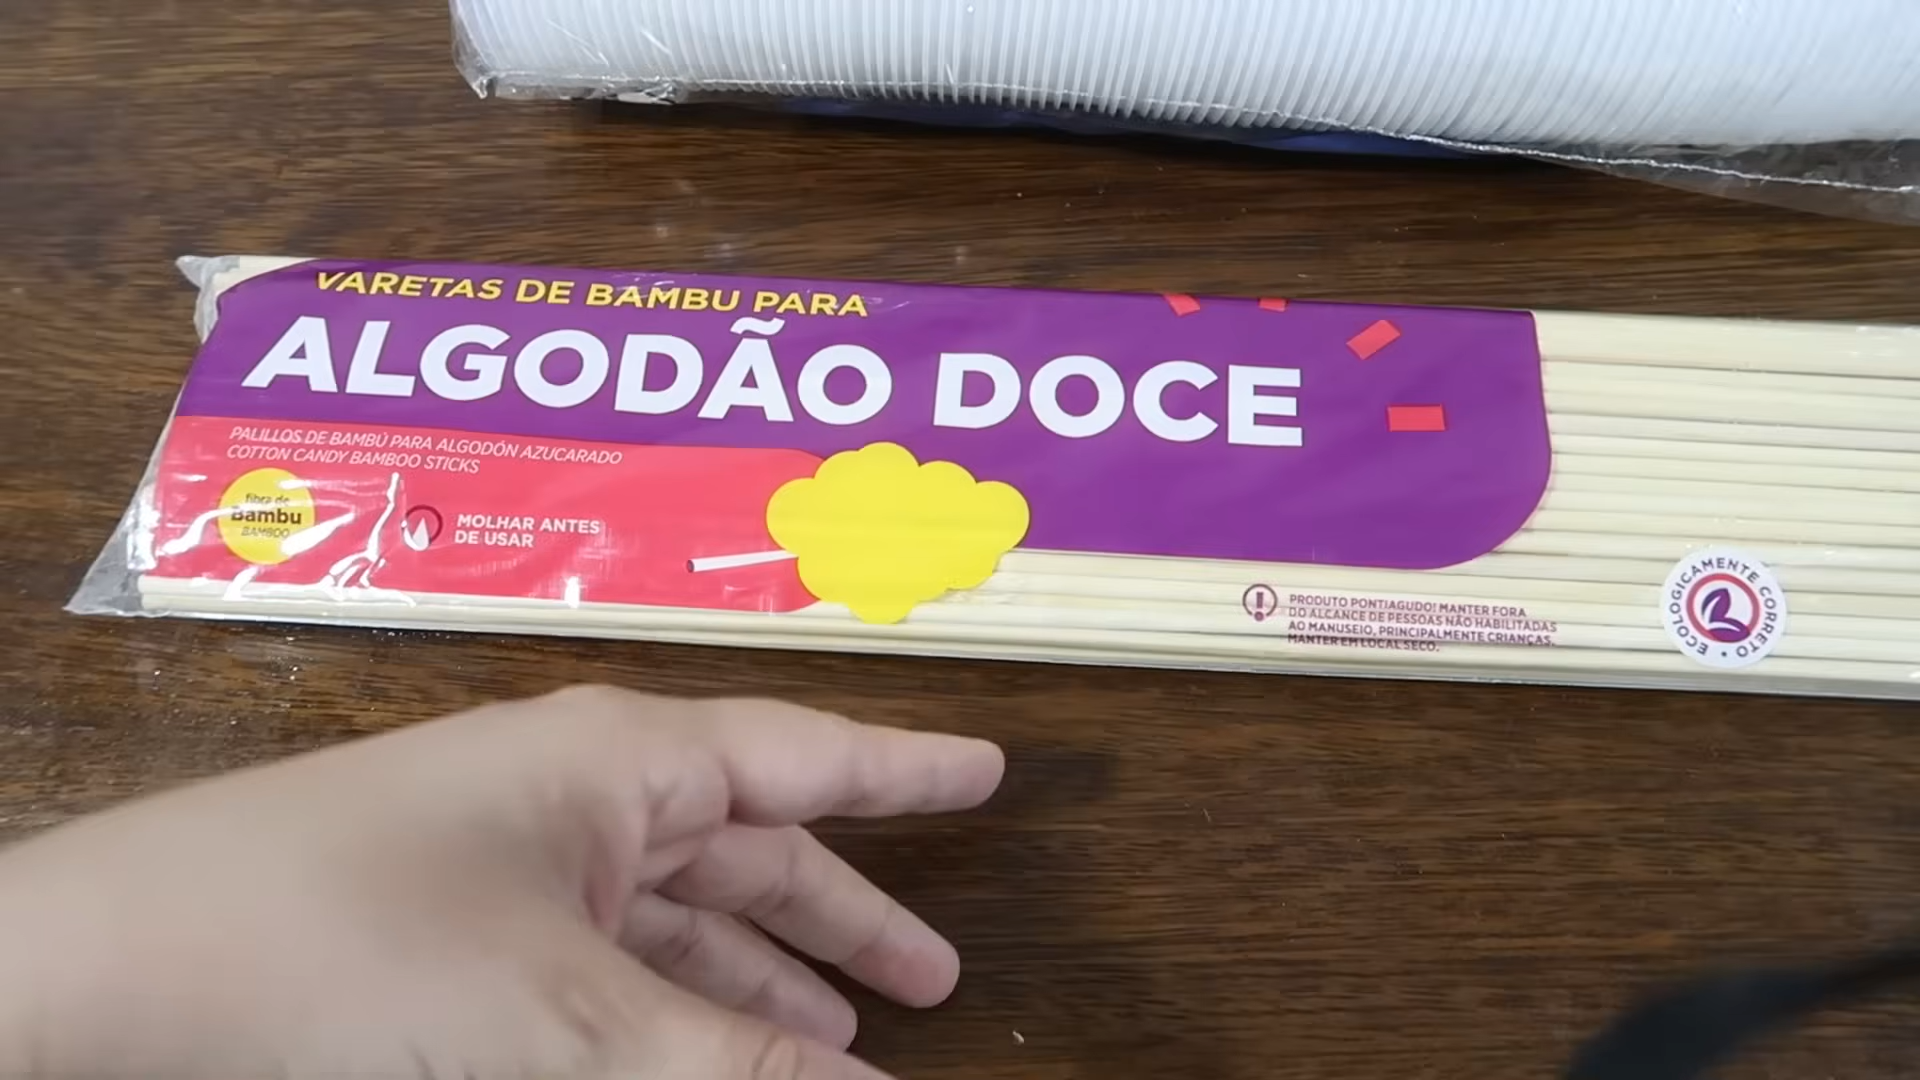 VARETAS DE BAMBU PARA
ALGODÃO DOCE
PALILLOS DE BAMBÚ PARA ALGODÓN AZUCARADO
COTTON CANDY BAMBOO STICKS
fibra de
Bambu
BAMBOO
MOLHAR ANTES
DE USAR
PRODUTO PONTIAGUDO! MANTER FORA
DO ALCANCE DE PESSOAS NÃO HABILITADAS
AO MANUSEIO, PRINCIPALMENTE CRIANÇAS.
MANTER EM LOCAL SECO.
ECOLOGICAMENTE CORRETO